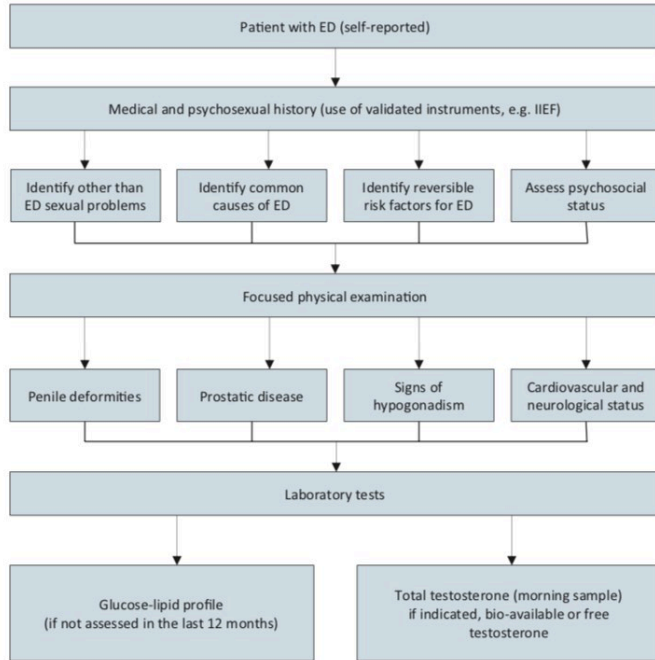 Patient with ED (self-reported)
Medical and psychosexual history (use of validated instruments, e.g. IIEF)
Identify other than
ED sexual problems
Identify common
causes of ED
Identify reversible
risk factors for ED
Assess psychosocial
status
Focused physical examination
Penile deformities
Prostatic disease
Signs of
hypogonadism
Cardiovascular and
neurological status
Laboratory tests
Glucose-lipid profile
(if not assessed in the last 12 months)
Total testosterone (morning sample)
if indicated, bio-available or free
testosterone